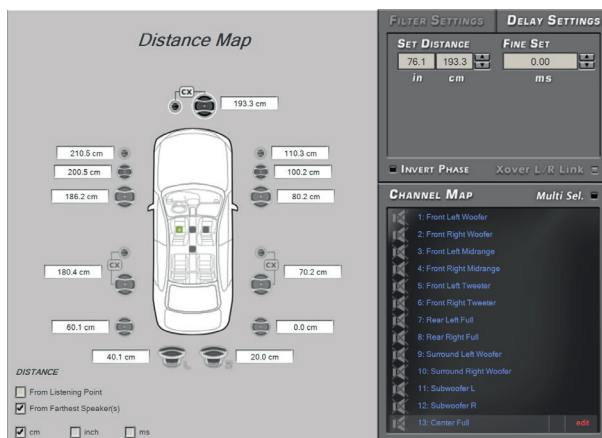 Distance Map
CX
193.3 cm
210.5 cm
110.3 cm
200.5 cm
100.2 cm
186.2 cm
80.2 cm
180.4 cm
CX
CX
70.2 cm
60.1 cm
0.0 cm
40.1 cm
L
20.0 cm
DISTANCE
From Listening Point
From Farthest Speaker(s)
cm
inch
ms
FILTER SETTINGS
DELAY SETTINGS
SET DISTANCE
FINE SET
76.1
193.3
0.00
in
cm
ms
INVERT PHASE
Xover L/R Link
CHANNEL MAP
Multi Sel.
1: Front Left Woofer
2: Front Right Woofer
3: Front Left Midrange
4: Front Right Midrange
5: Front Left Tweeter
6: Front Right Tweeter
7: Rear Left Full
8: Rear Right Full
9: Surround Left Woofer
10: Surround Right Woofer
11: Subwoofer L
12: Subwoofer R
13: Center Full
edit